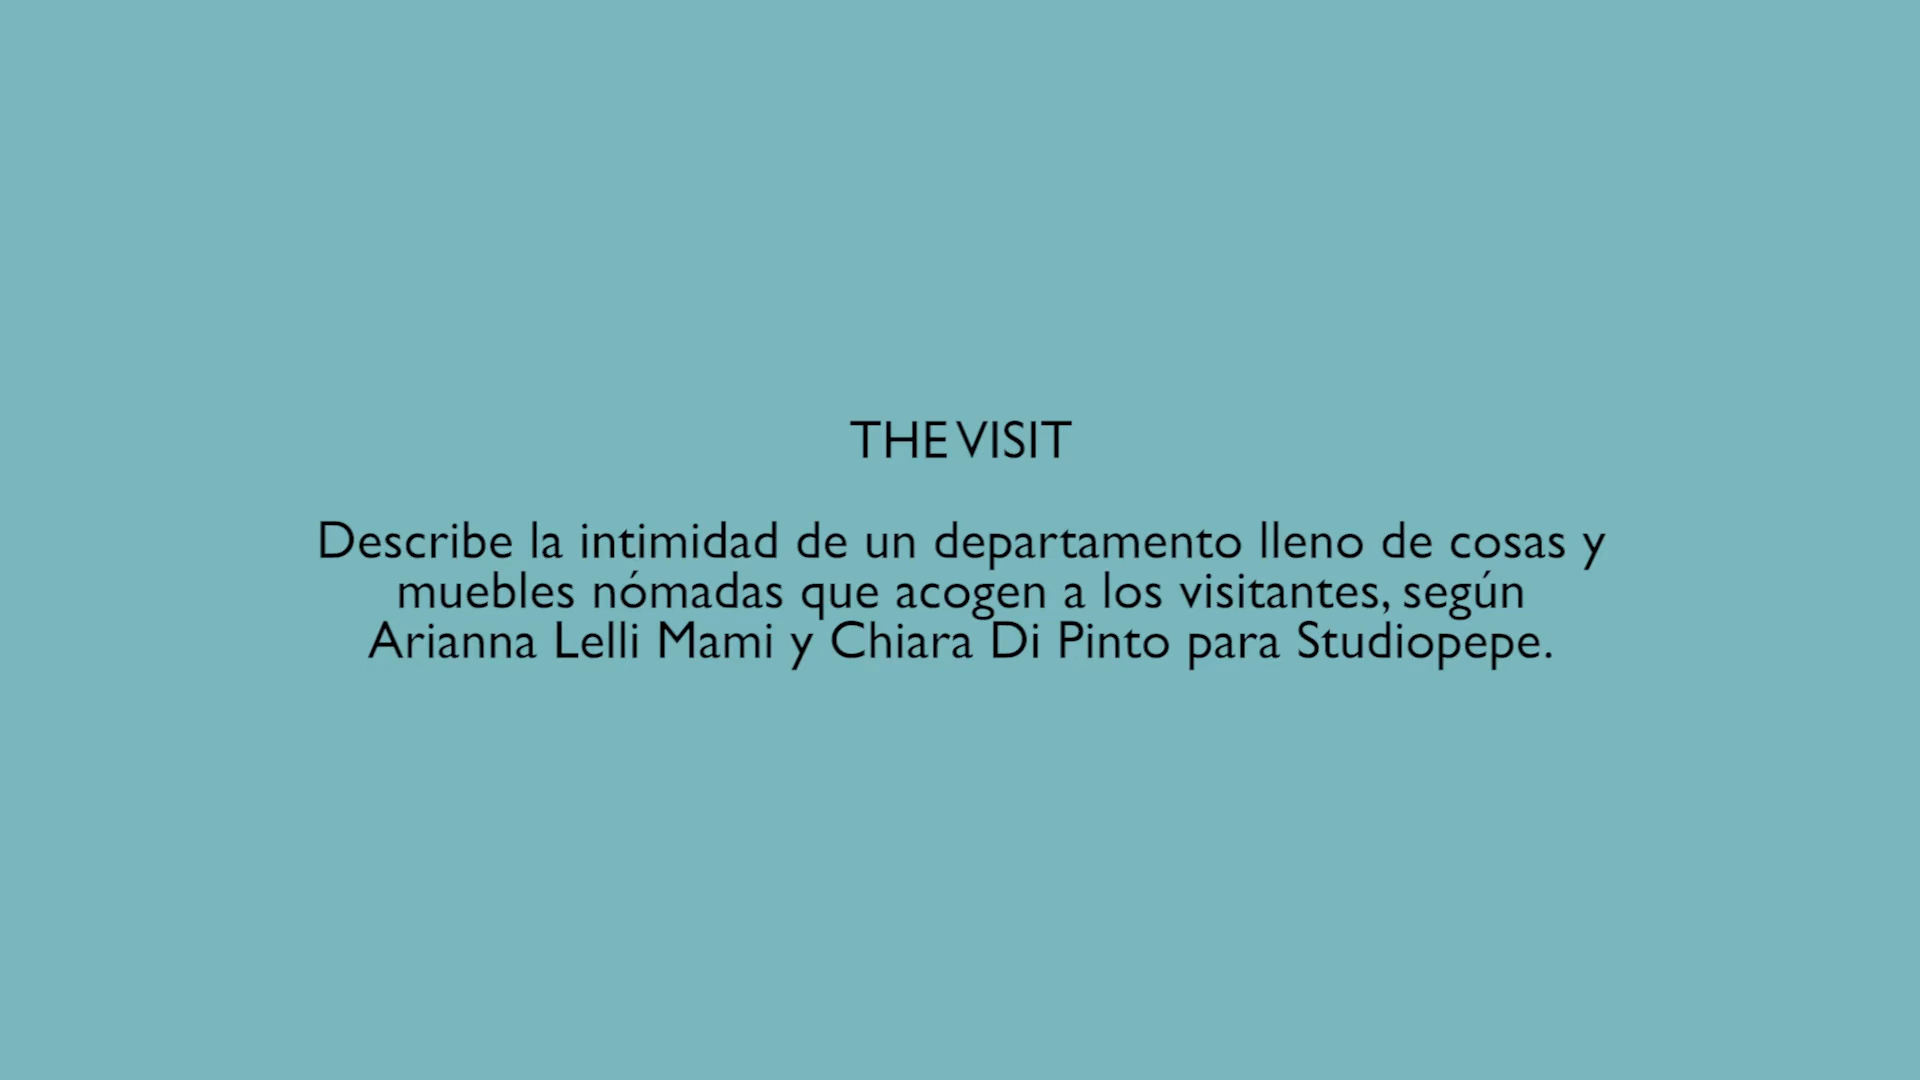 THE VISIT
Describe la intimidad de un departamento lleno de cosas y
muebles nómadas que acogen a los visitantes, según
Arianna Lelli Mami y Chiara Di Pinto para Studiopepe.